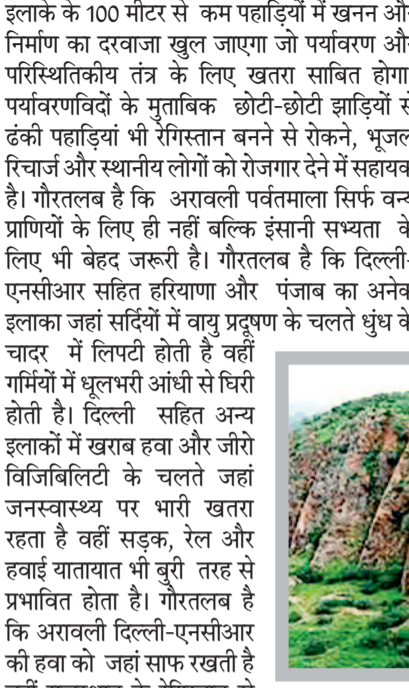 इलाके के 100 मीटर से कम पहाड़ियों में खनन और
निर्माण का दरवाजा खुल जाएगा जो पर्यावरण और
परिस्थितिकीय तंत्र के लिए खतरा साबित होगा
पर्यावरणविदों के मुताबिक छोटी-छोटी झाड़ियों से
ढंकी पहाड़ियां भी रेगिस्तान बनने से रोकने, भूजल
रिचार्ज और स्थानीय लोगों को रोजगार देने में सहायक
है। गौरतलब है कि अरावली पर्वतमाला सिर्फ वन्य
प्राणियों के लिए ही नहीं बल्कि इंसानी सभ्यता के
लिए भी बेहद जरूरी है। गौरतलब है कि दिल्ली-
एनसीआर सहित हरियाणा और पंजाब का अनेक
इलाका जहां सर्दियों में वायु प्रदूषण के चलते धुंध के
चादर में लिपटी होती है वहीं
गर्मियों में धूलभरी आंधी से घिरी
होती है। दिल्ली सहित अन्य
इलाकों में खराब हवा और जीरो
विजिबिलिटी के चलते जहां
जनस्वास्थ्य पर भारी खतरा
रहता है वहीं सड़क, रेल और
हवाई यातायात भी बुरी तरह से
प्रभावित होता है। गौरतलब है
कि अरावली दिल्ली-एनसीआर
की हवा को जहां साफ रखती है